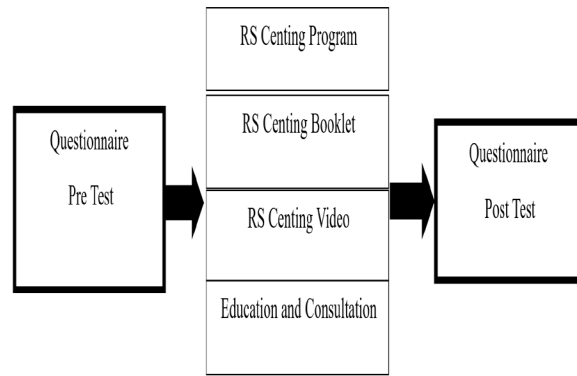 Questionnaire
Pre Test
RS Centing Program
RS Centing Booklet
RS Centing Video
Education and Consultation
Questionnaire
Post Test